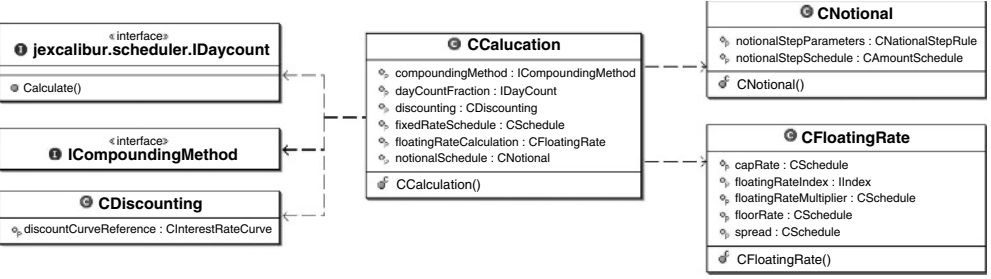 «interface»
jexcalibur.scheduler.IDaycount
Calculate()
«interface»
ICompoundingMethod
CDiscounting
discountCurveReference : CInterestRateCurve
CCalucation
compoundingMethod : ICompoundingMethod
dayCountFraction : IDayCount
discounting : CDiscounting
fixedRateSchedule : CSchedule
floatingRateCalculation : CFloatingRate
notionalSchedule : CNotional
CCalculation()
CNotional
notionalStepParameters : CNationalStepRule
notionalStepSchedule : CAmountSchedule
CNotional()
CFloatingRate
capRate : CSchedule
floatingRateIndex : IIndex
floatingRateMultiplier : CSchedule
floorRate : CSchedule
spread : CSchedule
CFloatingRate()